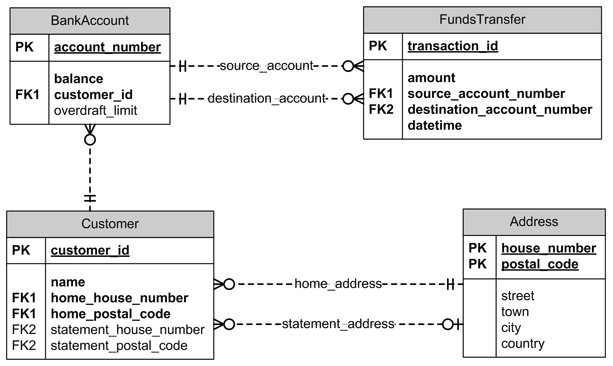 BankAccount
PK account_number
balance
FK1 customer_id
overdraft_limit
source_account
destination_account
FundsTransfer
PK transaction_id
amount
FK1 source_account_number
FK2 destination_account_number
datetime
Customer
PK customer_id
name
FK1 home_house_number
FK1 home_postal_code
FK2 statement_house_number
FK2 statement_postal_code
home_address
statement_address
Address
PK house_number
PK postal_code
street
town
city
country